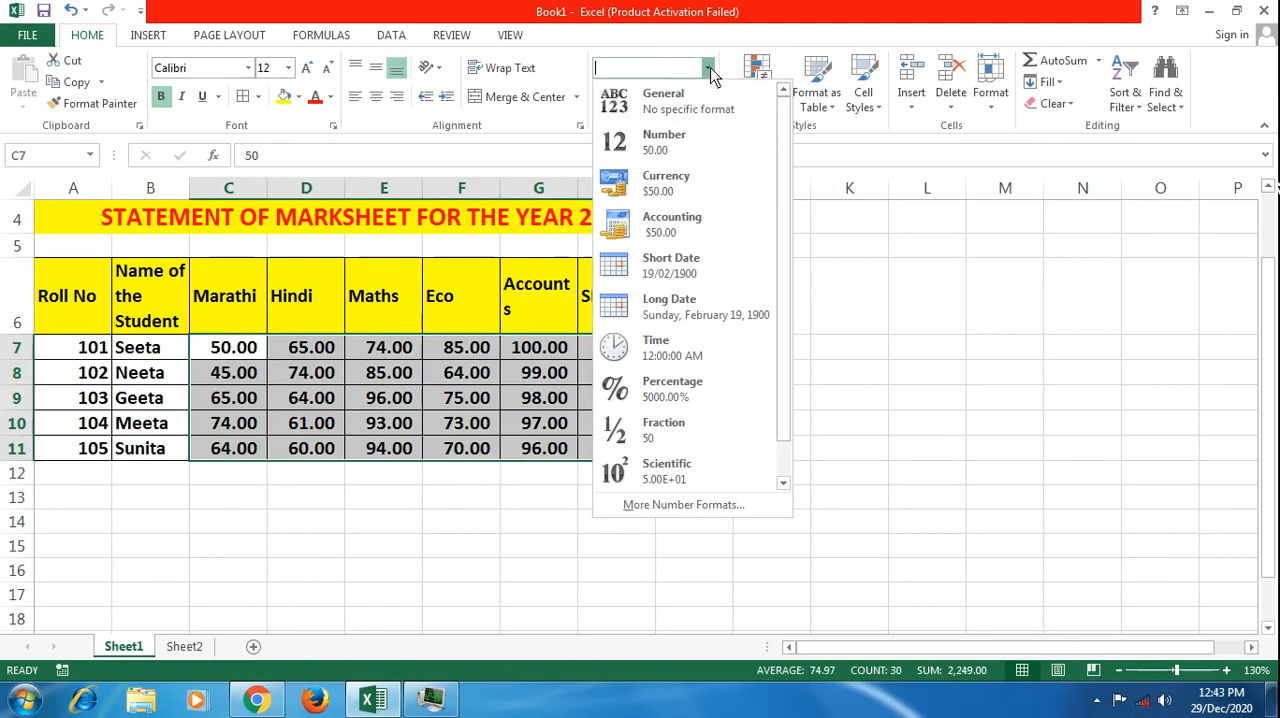 Book1 - Excel (Product Activation Failed)
FILE HOME INSERT PAGE LAYOUT FORMULAS DATA REVIEW VIEW Sign in
Paste
Cut
Copy
Format Painter
Clipboard
Calibri 12
B I U
Font
Wrap Text
Merge & Center
Alignment
Format as Table
Cell Styles
Styles
Insert Delete Format
Cells
AutoSum
Fill
Clear
Sort & Filter
Find & Select
Editing
C7 fx 50
A B C D E F G K L M N O P
4 STATEMENT OF MARKSHEET FOR THE YEAR 2
5
6 Roll No Name of the Student Marathi Hindi Maths Eco Accounts
7 101 Seeta 50.00 65.00 74.00 85.00 100.00
8 102 Neeta 45.00 74.00 85.00 64.00 99.00
9 103 Geeta 65.00 64.00 96.00 75.00 98.00
10 104 Meeta 74.00 61.00 93.00 73.00 97.00
11 105 Sunita 64.00 60.00 94.00 70.00 96.00
12
13
14
15
16
17
18
ABC 123 General
No specific format
12 Number
50.00
Currency
$50.00
Accounting
$50.00
Short Date
19/02/1900
Long Date
Sunday, February 19, 1900
Time
12:00:00 AM
% Percentage
5000.00%
½ Fraction
50
10² Scientific
5.00E+01
More Number Formats...
Sheet1 Sheet2
READY AVERAGE: 74.97 COUNT: 30 SUM: 2,249.00 130%
12:43 PM
29/Dec/2020